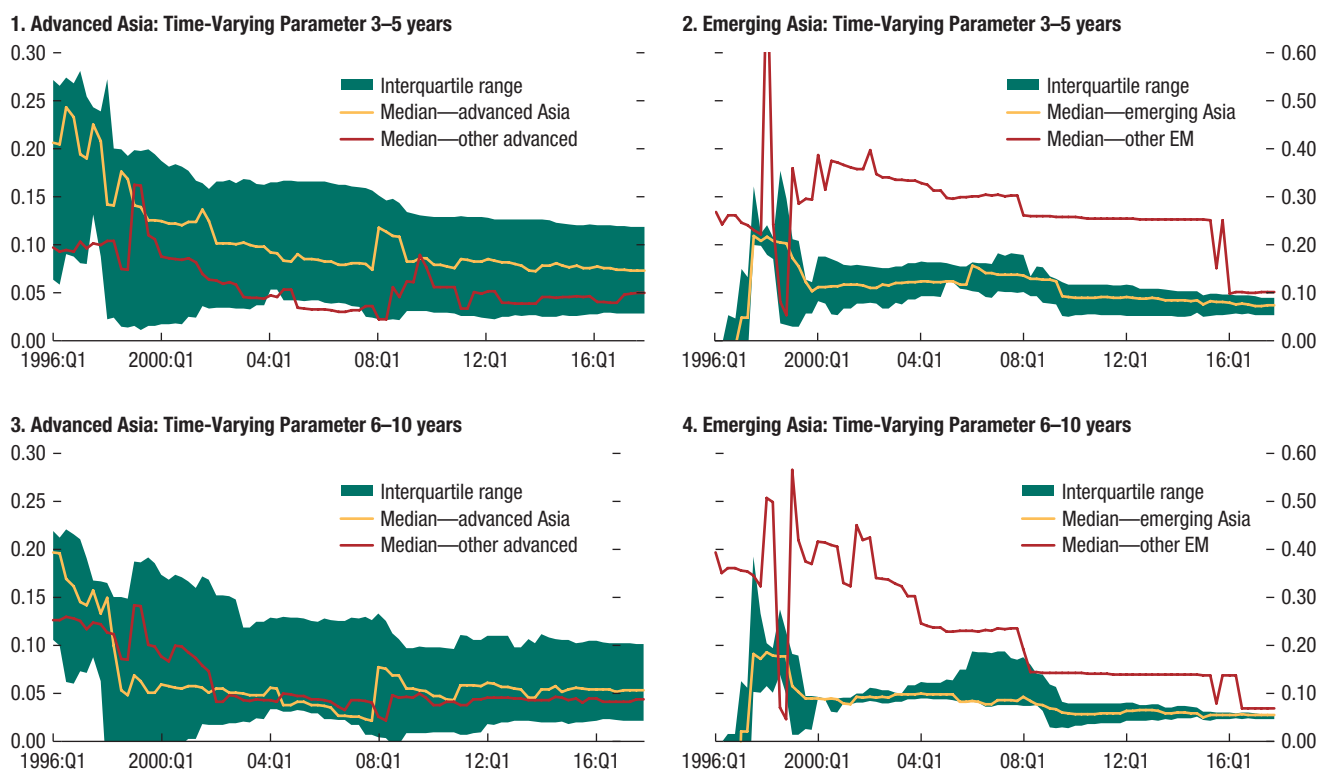 1. Advanced Asia: Time-Varying Parameter 3–5 years
0.30
0.25
0.20
0.15
0.10
0.05
0.00
Interquartile range
Median—advanced Asia
Median—other advanced
1996:Q1 2000:Q1 04:Q1 08:Q1 12:Q1 16:Q1
2. Emerging Asia: Time-Varying Parameter 3–5 years
0.60
0.50
0.40
0.30
0.20
0.10
0.00
Interquartile range
Median—emerging Asia
Median—other EM
1996:Q1 2000:Q1 04:Q1 08:Q1 12:Q1 16:Q1
3. Advanced Asia: Time-Varying Parameter 6–10 years
0.30
0.25
0.20
0.15
0.10
0.05
0.00
Interquartile range
Median—advanced Asia
Median—other advanced
1996:Q1 2000:Q1 04:Q1 08:Q1 12:Q1 16:Q1
4. Emerging Asia: Time-Varying Parameter 6–10 years
0.60
0.50
0.40
0.30
0.20
0.10
0.00
Interquartile range
Median—emerging Asia
Median—other EM
1996:Q1 2000:Q1 04:Q1 08:Q1 12:Q1 16:Q1